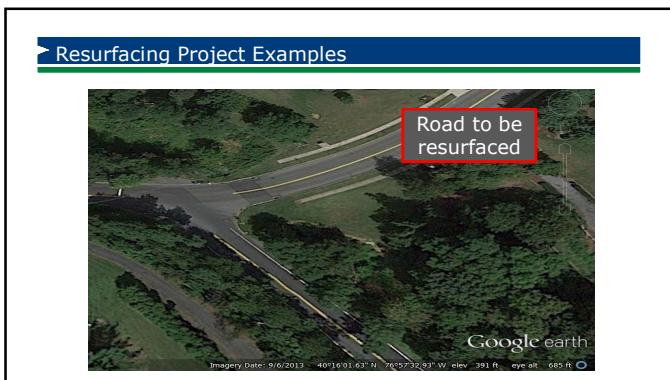 Resurfacing Project Examples
Road to be
resurfaced
Google earth
Imagery Date: 9/6/2013 40°16'01.63" N 76°57'32.93" W elev 391 ft eye alt 685 ft